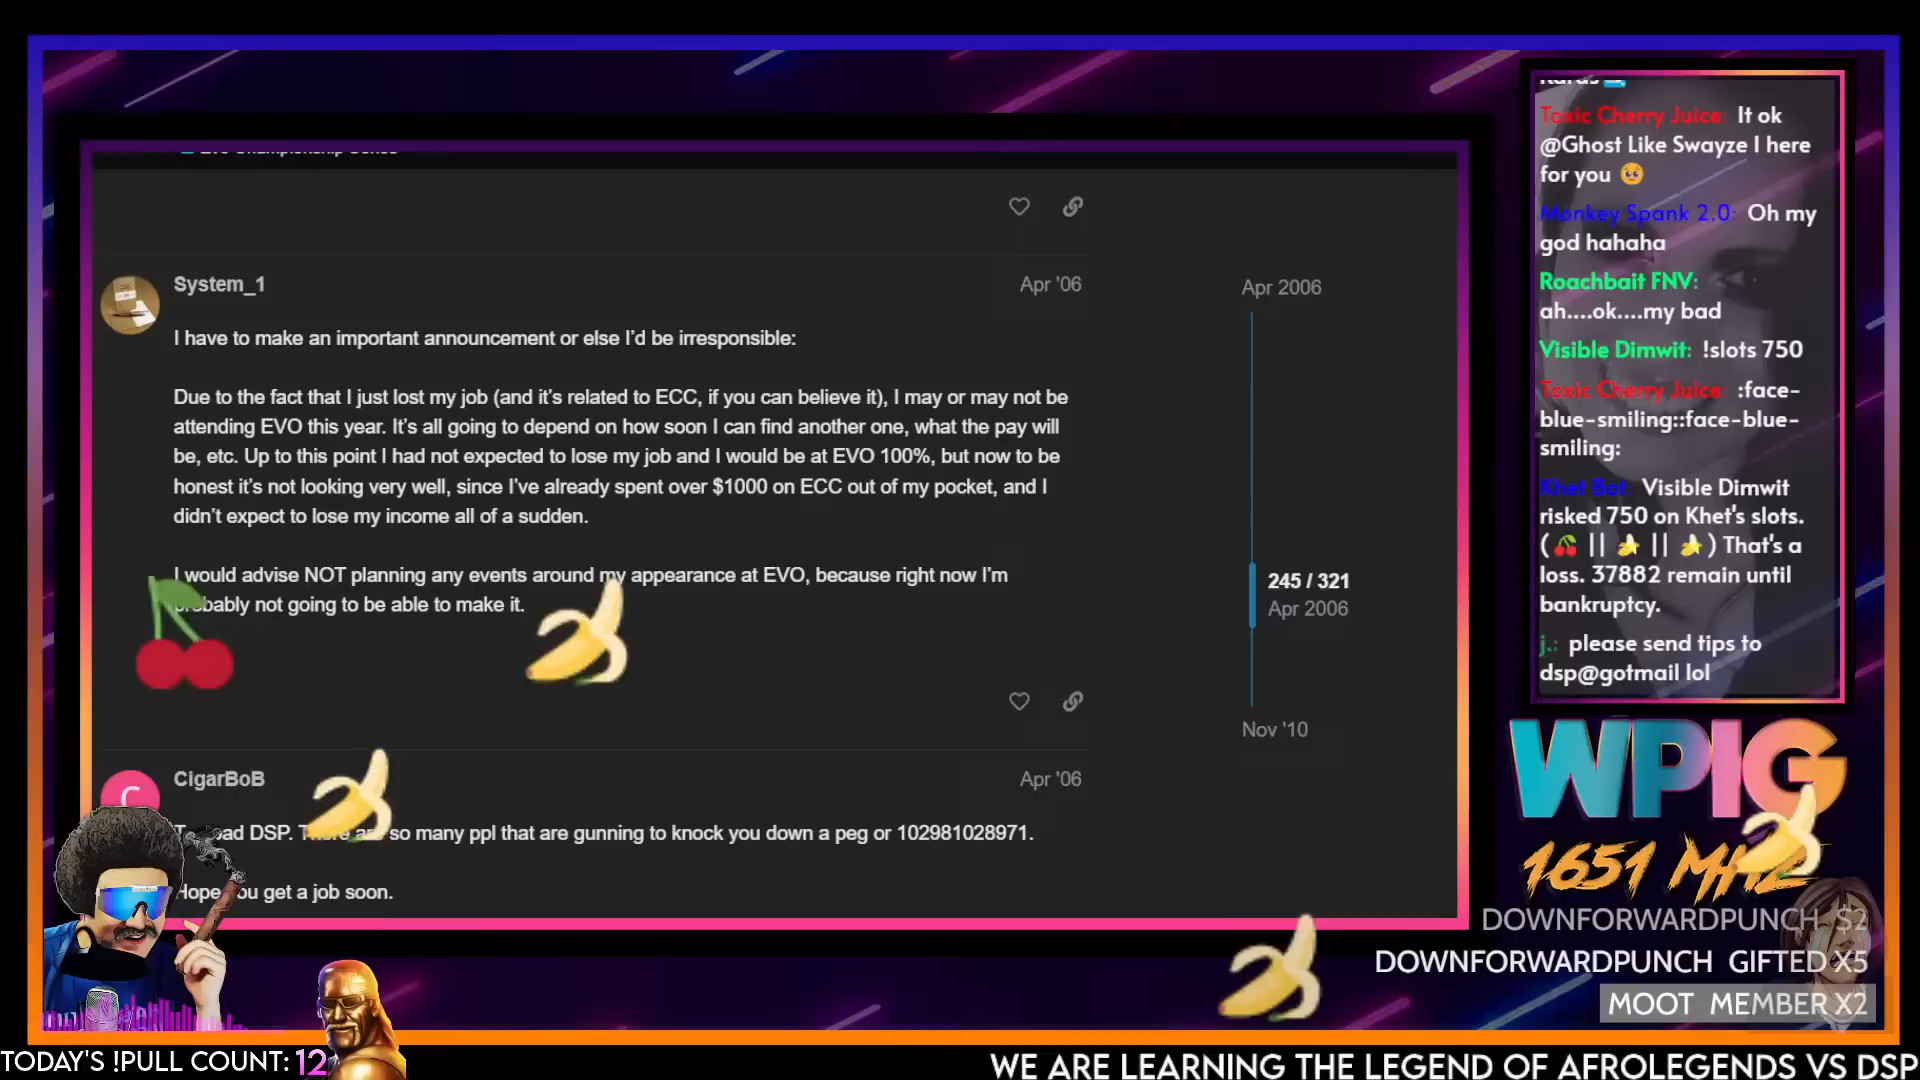 Evo Championship Series
System_1
Apr '06
I have to make an important announcement or else I'd be irresponsible:
Due to the fact that I just lost my job (and it's related to ECC, if you can believe it), I may or may not be
attending EVO this year. It's all going to depend on how soon I can find another one, what the pay will
be, etc. Up to this point I had not expected to lose my job and I would be at EVO 100%, but now to be
honest it's not looking very well, since I've already spent over $1000 on ECC out of my pocket, and I
didn't expect to lose my income all of a sudden.
I would advise NOT planning any events around my appearance at EVO, because right now I'm
probably not going to be able to make it.
C
CigarBoB
Apr '06
bad DSP. There are so many ppl that are gunning to knock you down a peg or 102981028971.
Hope you get a job soon.
Apr 2006
245 / 321
Apr 2006
Nov '10
Toxic Cherry Juice: It ok
@Ghost Like Swayze I here
for you
Monkey Spank 2.0: Oh my
god hahaha
Roachbait FNV:
ah....ok....my bad
Visible Dimwit: !slots 750
Toxic Cherry Juice: :face-
blue-smiling::face-blue-
smiling:
Khet Bot: Visible Dimwit
risked 750 on Khet's slots.
( 🍒 || 🍌 || 🍌 ) That's a
loss. 37882 remain until
bankruptcy.
j.: please send tips to
dsp@gotmail lol
WPIG
1651 MHZ
DOWNFORWARDPUNCH $2
DOWNFORWARDPUNCH GIFTED X5
MOOT MEMBER X2
TODAY'S !PULL COUNT: 12
WE ARE LEARNING THE LEGEND OF AFROLEGENDS VS DSP